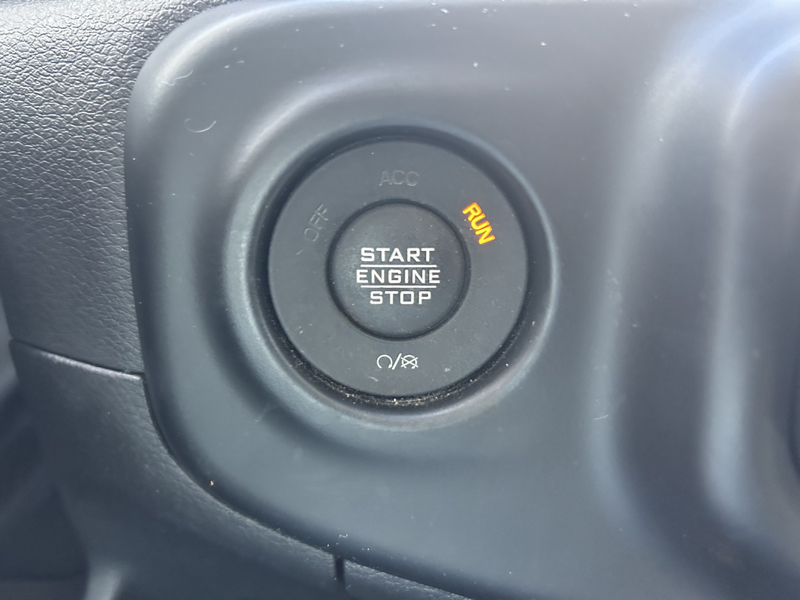 ACC
OFF
RUN
START
ENGINE
STOP